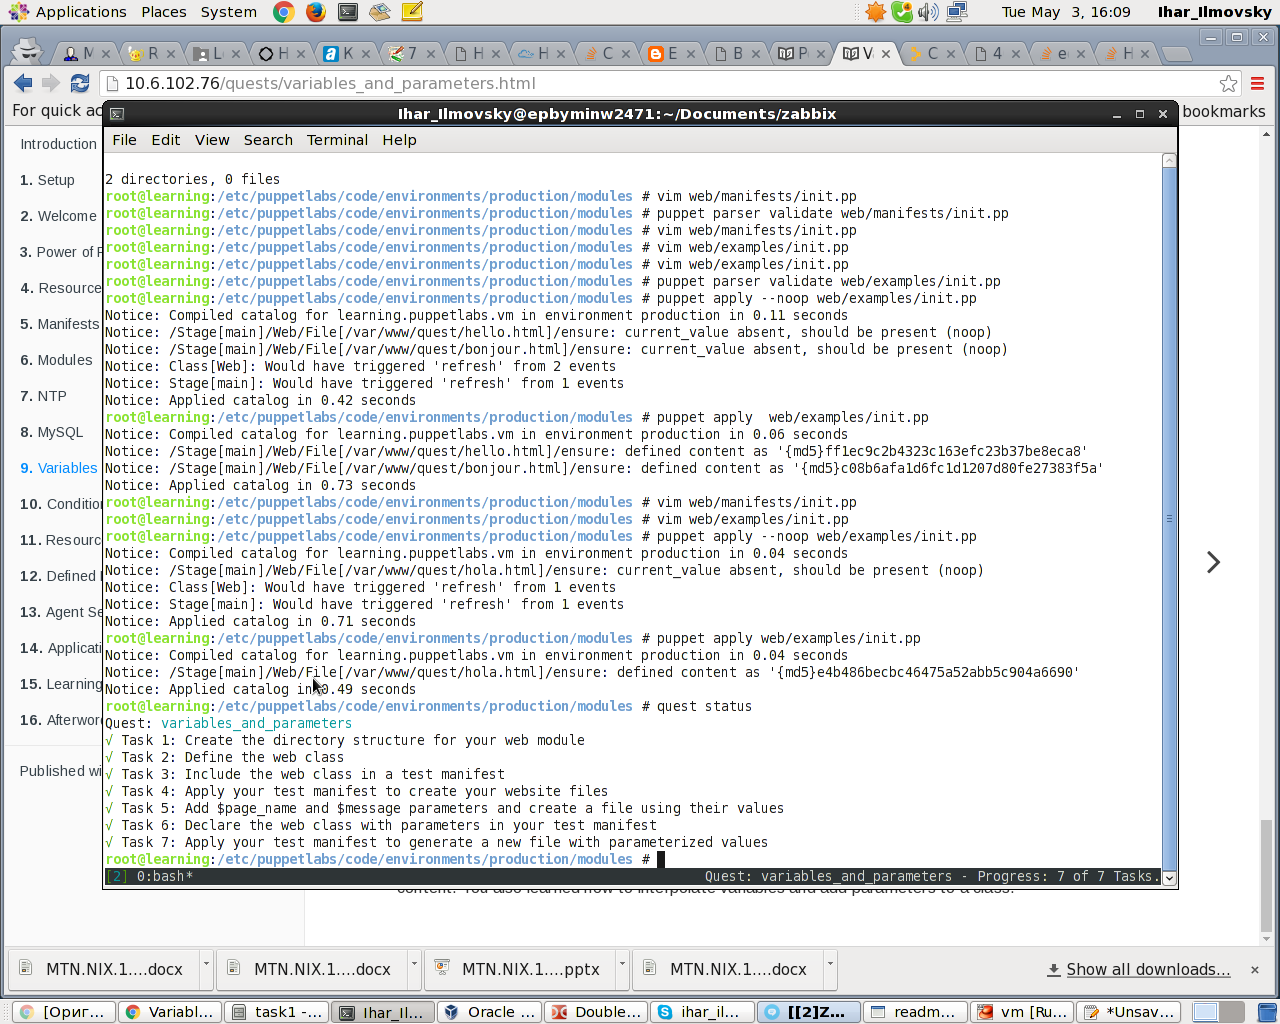 Applications Places System Tue May 3, 16:09 Ihar_Ilmovsky
M R L H K 7 H H C E B P V C 4 e H
10.6.102.76/quests/variables_and_parameters.html
For quick ac bookmarks
Ihar_Ilmovsky@epbyminw2471:~/Documents/zabbix
File Edit View Search Terminal Help
Introduction
1. Setup
2. Welcome
3. Power of P
4. Resource
5. Manifests
6. Modules
7. NTP
8. MySQL
9. Variables
10. Conditio
11. Resourc
12. Defined
13. Agent Se
14. Applicati
15. Learning
16. Afterword
Published wi
2 directories, 0 files
root@learning:/etc/puppetlabs/code/environments/production/modules # vim web/manifests/init.pp
root@learning:/etc/puppetlabs/code/environments/production/modules # puppet parser validate web/manifests/init.pp
root@learning:/etc/puppetlabs/code/environments/production/modules # vim web/manifests/init.pp
root@learning:/etc/puppetlabs/code/environments/production/modules # vim web/examples/init.pp
root@learning:/etc/puppetlabs/code/environments/production/modules # vim web/examples/init.pp
root@learning:/etc/puppetlabs/code/environments/production/modules # puppet parser validate web/examples/init.pp
root@learning:/etc/puppetlabs/code/environments/production/modules # puppet apply --noop web/examples/init.pp
Notice: Compiled catalog for learning.puppetlabs.vm in environment production in 0.11 seconds
Notice: /Stage[main]/Web/File[/var/www/quest/hello.html]/ensure: current_value absent, should be present (noop)
Notice: /Stage[main]/Web/File[/var/www/quest/bonjour.html]/ensure: current_value absent, should be present (noop)
Notice: Class[Web]: Would have triggered 'refresh' from 2 events
Notice: Stage[main]: Would have triggered 'refresh' from 1 events
Notice: Applied catalog in 0.42 seconds
root@learning:/etc/puppetlabs/code/environments/production/modules # puppet apply  web/examples/init.pp
Notice: Compiled catalog for learning.puppetlabs.vm in environment production in 0.06 seconds
Notice: /Stage[main]/Web/File[/var/www/quest/hello.html]/ensure: defined content as '{md5}ff1ec9c2b4323c163efc23b37be8eca8'
Notice: /Stage[main]/Web/File[/var/www/quest/bonjour.html]/ensure: defined content as '{md5}c08b6afa1d6fc1d1207d80fe27383f5a'
Notice: Applied catalog in 0.73 seconds
root@learning:/etc/puppetlabs/code/environments/production/modules # vim web/manifests/init.pp
root@learning:/etc/puppetlabs/code/environments/production/modules # vim web/examples/init.pp
root@learning:/etc/puppetlabs/code/environments/production/modules # puppet apply --noop web/examples/init.pp
Notice: Compiled catalog for learning.puppetlabs.vm in environment production in 0.04 seconds
Notice: /Stage[main]/Web/File[/var/www/quest/hola.html]/ensure: current_value absent, should be present (noop)
Notice: Class[Web]: Would have triggered 'refresh' from 1 events
Notice: Stage[main]: Would have triggered 'refresh' from 1 events
Notice: Applied catalog in 0.71 seconds
root@learning:/etc/puppetlabs/code/environments/production/modules # puppet apply web/examples/init.pp
Notice: Compiled catalog for learning.puppetlabs.vm in environment production in 0.04 seconds
Notice: /Stage[main]/Web/File[/var/www/quest/hola.html]/ensure: defined content as '{md5}e4b486becbc46475a52abb5c904a6690'
Notice: Applied catalog in 0.49 seconds
root@learning:/etc/puppetlabs/code/environments/production/modules # quest status
Quest: variables_and_parameters
√ Task 1: Create the directory structure for your web module
√ Task 2: Define the web class
√ Task 3: Include the web class in a test manifest
√ Task 4: Apply your test manifest to create your website files
√ Task 5: Add $page_name and $message parameters and create a file using their values
√ Task 6: Declare the web class with parameters in your test manifest
√ Task 7: Apply your test manifest to generate a new file with parameterized values
root@learning:/etc/puppetlabs/code/environments/production/modules #
[2] 0:bash* Quest: variables_and_parameters - Progress: 7 of 7 Tasks.
content. You also learned how to interpolate variables and add parameters to a class.
MTN.NIX.1....docx MTN.NIX.1....docx MTN.NIX.1....pptx MTN.NIX.1....docx Show all downloads...
[Ориг... Variabl... task1 -... Ihar_Il... Oracle ... Double... ihar_il... [[2]Z... readm... vm [Ru... *Unsav...